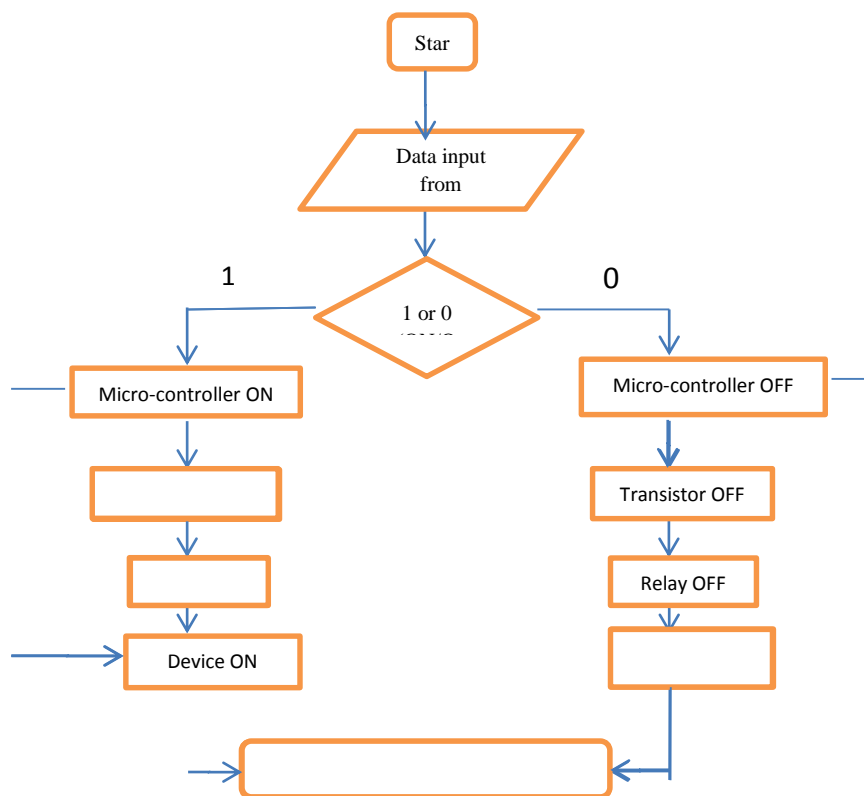 Star
Data input
from
1
0
1 or 0
Micro-controller ON
Micro-controller OFF
Transistor OFF
Relay OFF
Device ON